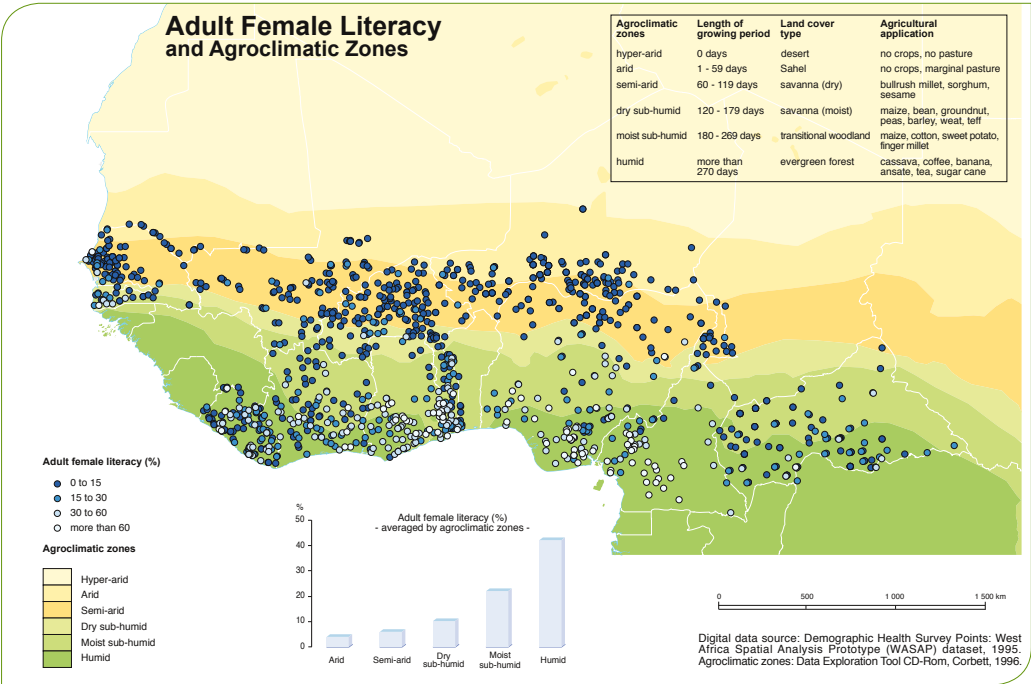 Adult Female Literacy
and Agroclimatic Zones
Agroclimatic zones
Length of growing period
Land cover type
Agricultural application
hyper-arid
0 days
desert
no crops, no pasture
arid
1 - 59 days
Sahel
no crops, marginal pasture
semi-arid
60 - 119 days
savanna (dry)
bullrush millet, sorghum,
sesame
dry sub-humid
120 - 179 days
savanna (moist)
maize, bean, groundnut,
peas, barley, weat, teff
moist sub-humid
180 - 269 days
transitional woodland
maize, cotton, sweet potato,
finger millet
humid
more than
270 days
evergreen forest
cassava, coffee, banana,
ansate, tea, sugar cane
Adult female literacy (%)
0 to 15
15 to 30
30 to 60
more than 60
Agroclimatic zones
Hyper-arid
Arid
Semi-arid
Dry sub-humid
Moist sub-humid
Humid
%
Adult female literacy (%)
- averaged by agroclimatic zones -
50
40
30
20
10
0
Arid
Semi-arid
Dry
sub-humid
Moist
sub-humid
Humid
0
500
1 000
1 500 km
Digital data source: Demographic Health Survey Points: West
Africa Spatial Analysis Prototype (WASAP) dataset, 1995.
Agroclimatic zones: Data Exploration Tool CD-Rom, Corbett, 1996.